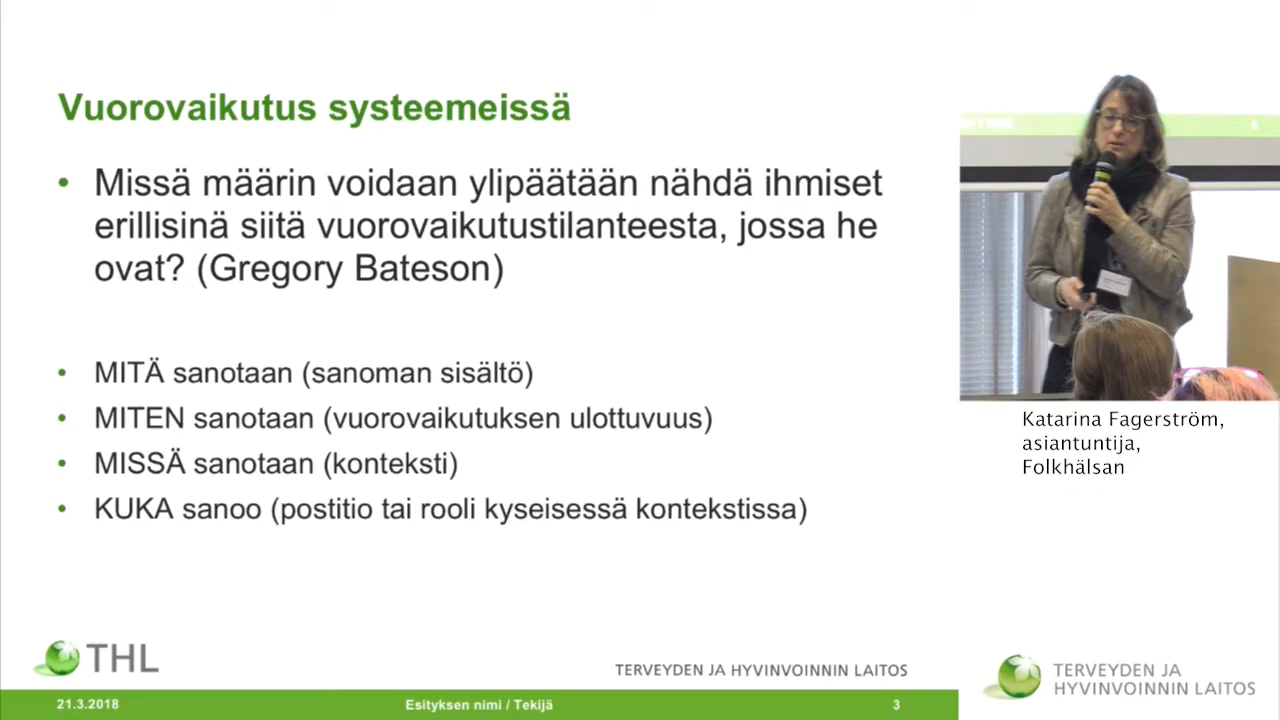 Vuorovaikutus systeemeissä
• Missä määrin voidaan ylipäätään nähdä ihmiset
erillisinä siitä vuorovaikutustilanteesta, jossa he
ovat? (Gregory Bateson)
• MITÄ sanotaan (sanoman sisältö)
• MITEN sanotaan (vuorovaikutuksen ulottuvuus)
• MISSÄ sanotaan (konteksti)
• KUKA sanoo (postitio tai rooli kyseisessä kontekstissa)
THL
TERVEYDEN JA HYVINVOINNIN LAITOS
21.3.2018
Esityksen nimi / Tekijä
3
Katarina Fagerström,
asiantuntija,
Folkhälsan
TERVEYDEN JA
HYVINVOINNIN LAITOS